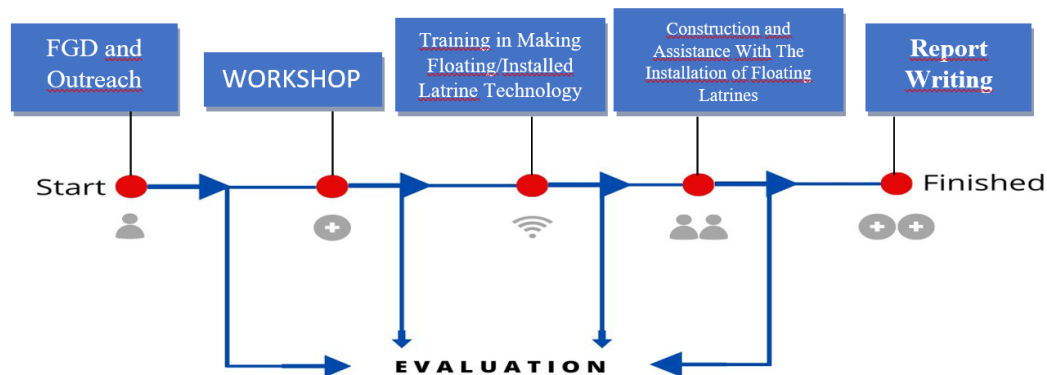 FGD and
Outreach
WORKSHOP
Training in Making
Floating/Installed
Latrine Technology
Construction and
Assistance With The
Installation of Floating
Latrines
Report
Writing
Start
Finished
EVALUATION